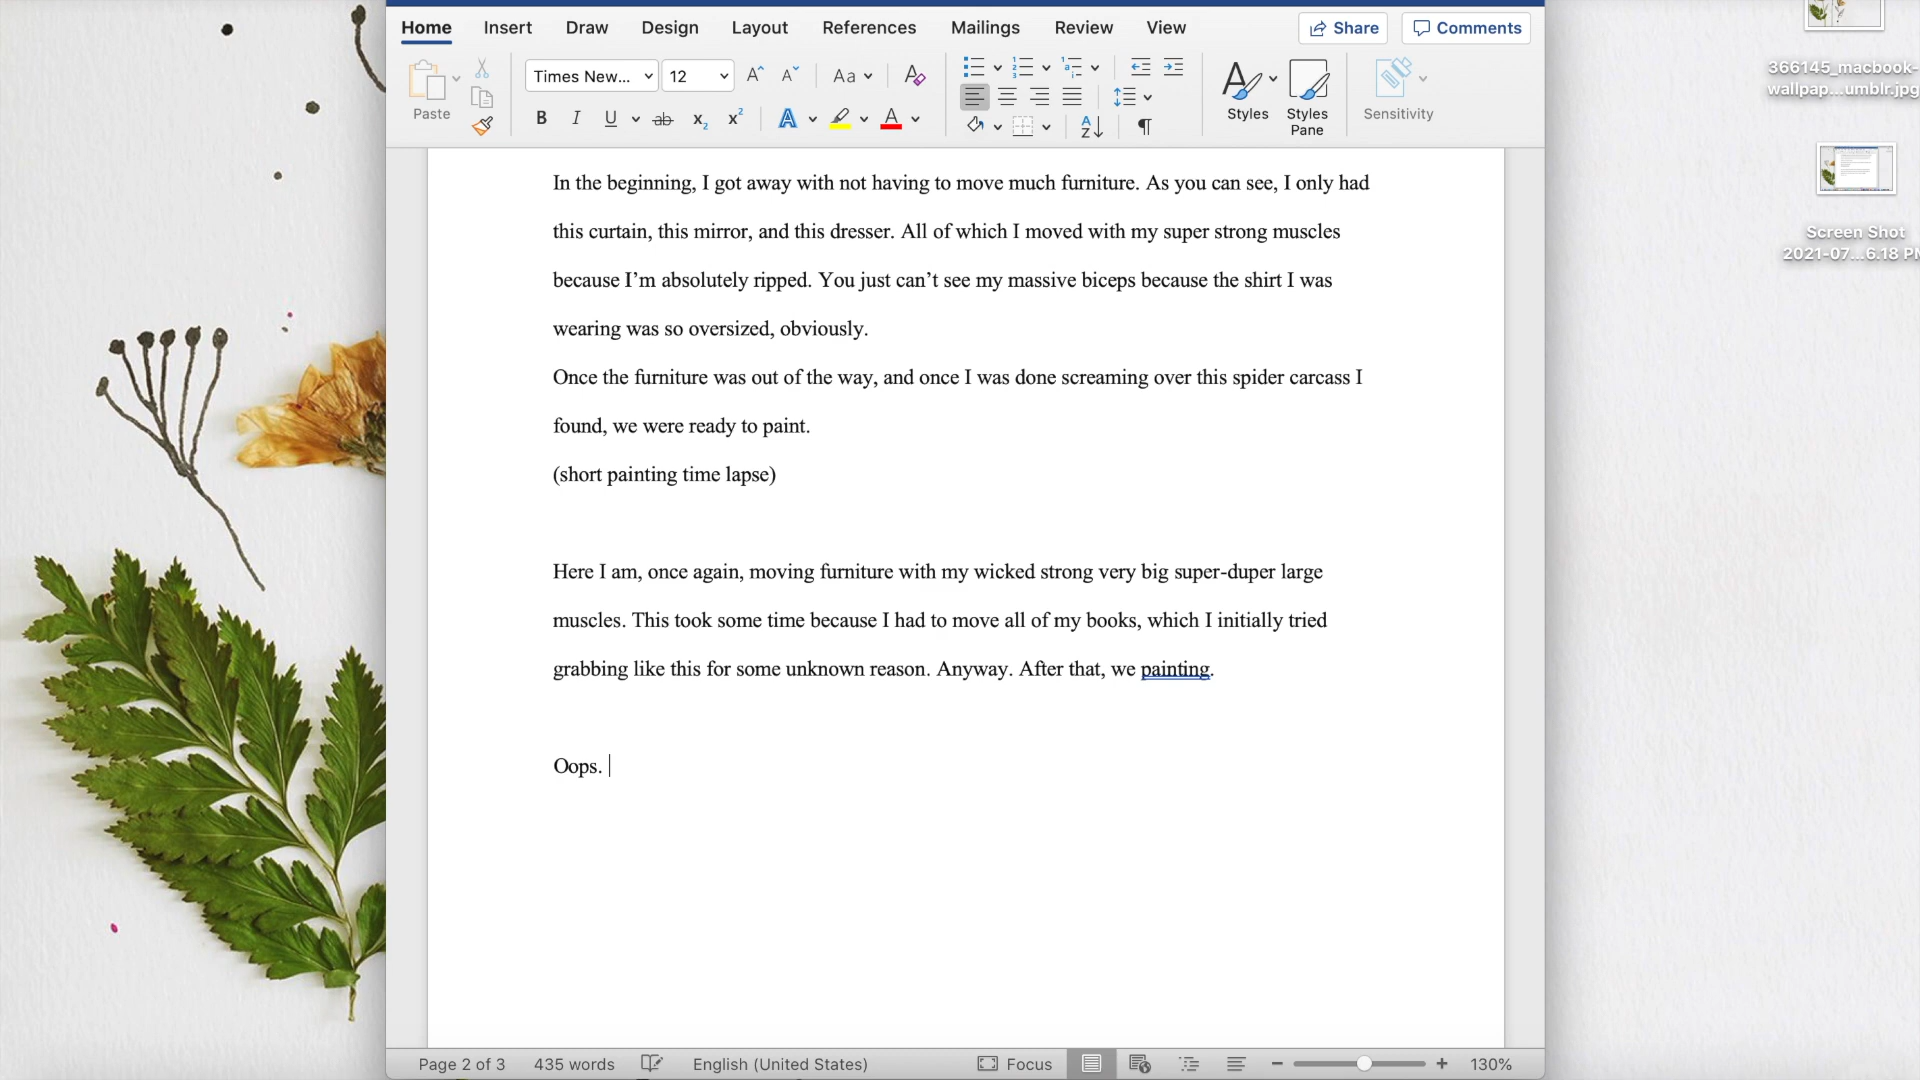 Home Insert Draw Design Layout References Mailings Review View Share Comments
Times New... 12 Aa
Paste
B I U ab x2 x2 A A
A Z
Styles
Styles Pane
Sensitivity
366145_macbook-
wallpap...umblr.jpg
Screen Shot
2021-07...6.18 PM
In the beginning, I got away with not having to move much furniture. As you can see, I only had
this curtain, this mirror, and this dresser. All of which I moved with my super strong muscles
because I’m absolutely ripped. You just can’t see my massive biceps because the shirt I was
wearing was so oversized, obviously.
Once the furniture was out of the way, and once I was done screaming over this spider carcass I
found, we were ready to paint.
(short painting time lapse)
Here I am, once again, moving furniture with my wicked strong very big super-duper large
muscles. This took some time because I had to move all of my books, which I initially tried
grabbing like this for some unknown reason. Anyway. After that, we painting.
Oops.
Page 2 of 3 435 words English (United States) Focus 130%